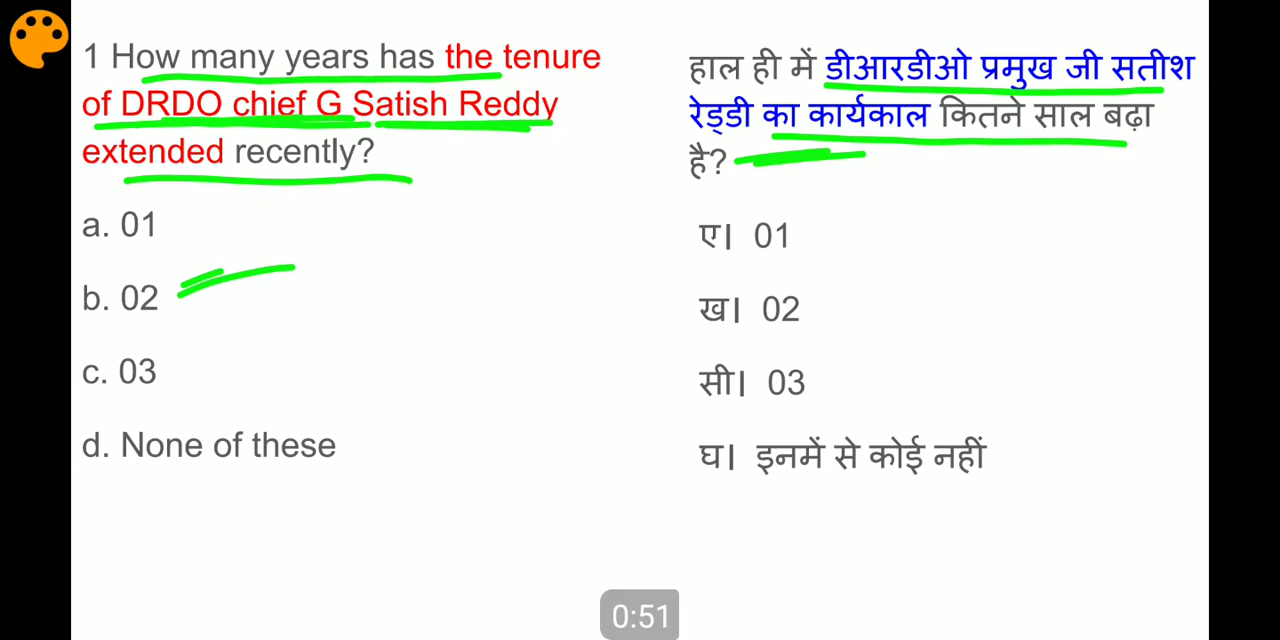 1 How many years has the tenure
of DRDO chief G Satish Reddy
extended recently?
a. 01
b. 02
c. 03
d. None of these
हाल ही में डीआरडीओ प्रमुख जी सतीश
रेड्डी का कार्यकाल कितने साल बढ़ा
है?
ए। 01
ख। 02
सी। 03
घ। इनमें से कोई नहीं
0:51